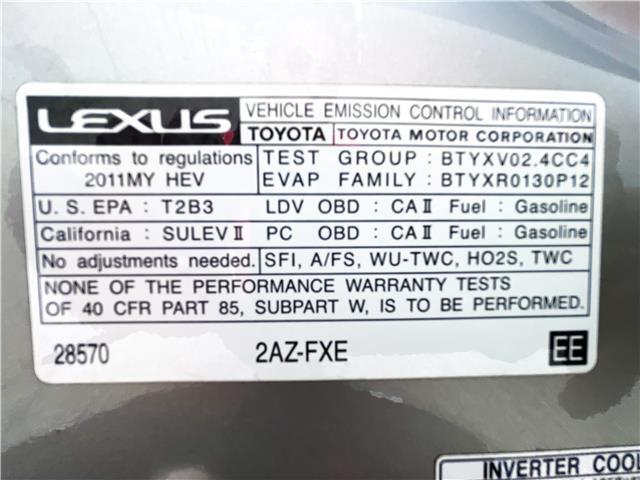 LEXUS VEHICLE EMISSION CONTROL INFORMATION
TOYOTA TOYOTA MOTOR CORPORATION
Conforms to regulations TEST GROUP : BTYXV02.4CC4
2011MY HEV EVAP FAMILY : BTYXR0130P12
U. S. EPA : T2B3 LDV OBD : CAⅡ Fuel : Gasoline
California : SULEVⅡ PC OBD : CAⅡ Fuel : Gasoline
No adjustments needed. SFI, A/FS, WU-TWC, HO2S, TWC
NONE OF THE PERFORMANCE WARRANTY TESTS
OF 40 CFR PART 85, SUBPART W, IS TO BE PERFORMED.
28570 2AZ-FXE EE
INVERTER COOL